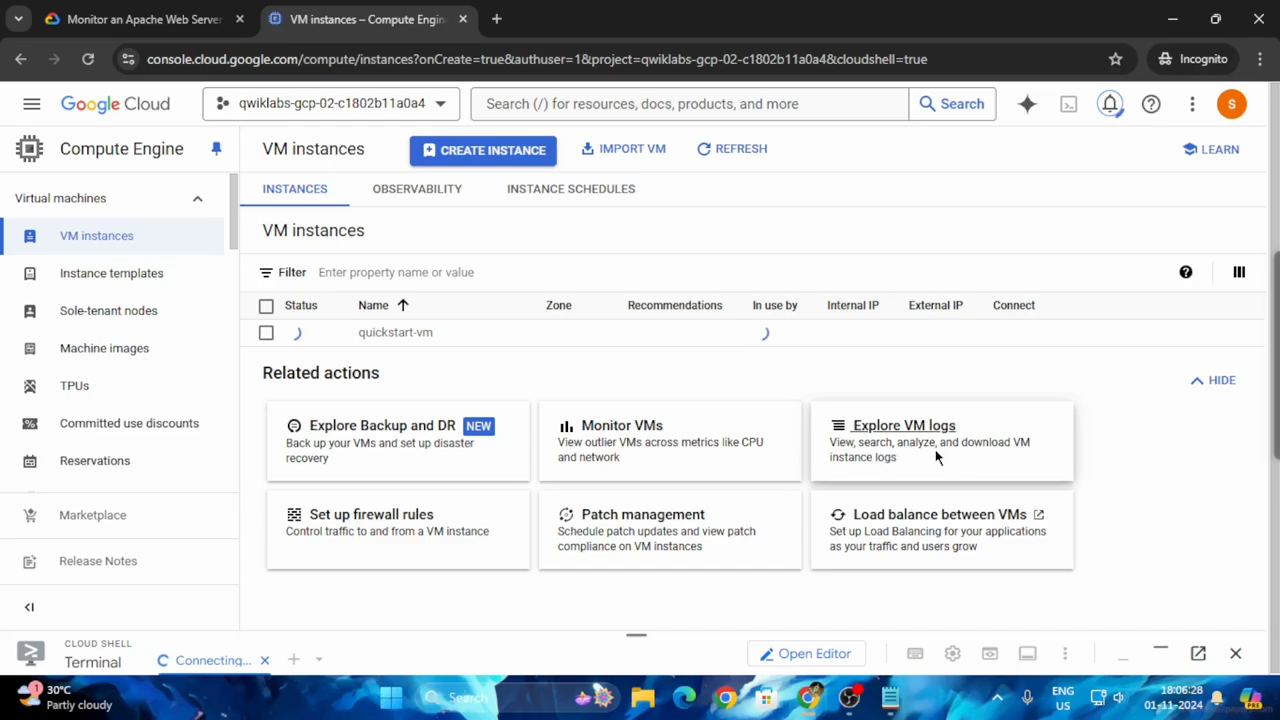 Monitor an Apache Web Server
VM instances – Compute Engin
console.cloud.google.com/compute/instances?onCreate=true&authuser=1&project=qwiklabs-gcp-02-c1802b11a0a4&cloudshell=true
Incognito
Google Cloud
qwiklabs-gcp-02-c1802b11a0a4
Search (/) for resources, docs, products, and more
Search
S
Compute Engine
VM instances
CREATE INSTANCE
IMPORT VM
REFRESH
LEARN
Virtual machines
INSTANCES
OBSERVABILITY
INSTANCE SCHEDULES
VM instances
Instance templates
Sole-tenant nodes
Machine images
TPUs
Committed use discounts
Reservations
Marketplace
Release Notes
VM instances
Filter Enter property name or value
Status Name Zone Recommendations In use by Internal IP External IP Connect
quickstart-vm
Related actions
HIDE
Explore Backup and DR NEW
Back up your VMs and set up disaster
recovery
Monitor VMs
View outlier VMs across metrics like CPU
and network
Explore VM logs
View, search, analyze, and download VM
instance logs
Set up firewall rules
Control traffic to and from a VM instance
Patch management
Schedule patch updates and view patch
compliance on VM instances
Load balance between VMs
Set up Load Balancing for your applications
as your traffic and users grow
CLOUD SHELL
Terminal
Connecting...
Open Editor
1
30°C
Partly cloudy
Search
ENG
US
18:06:28
01-11-2024
PRE